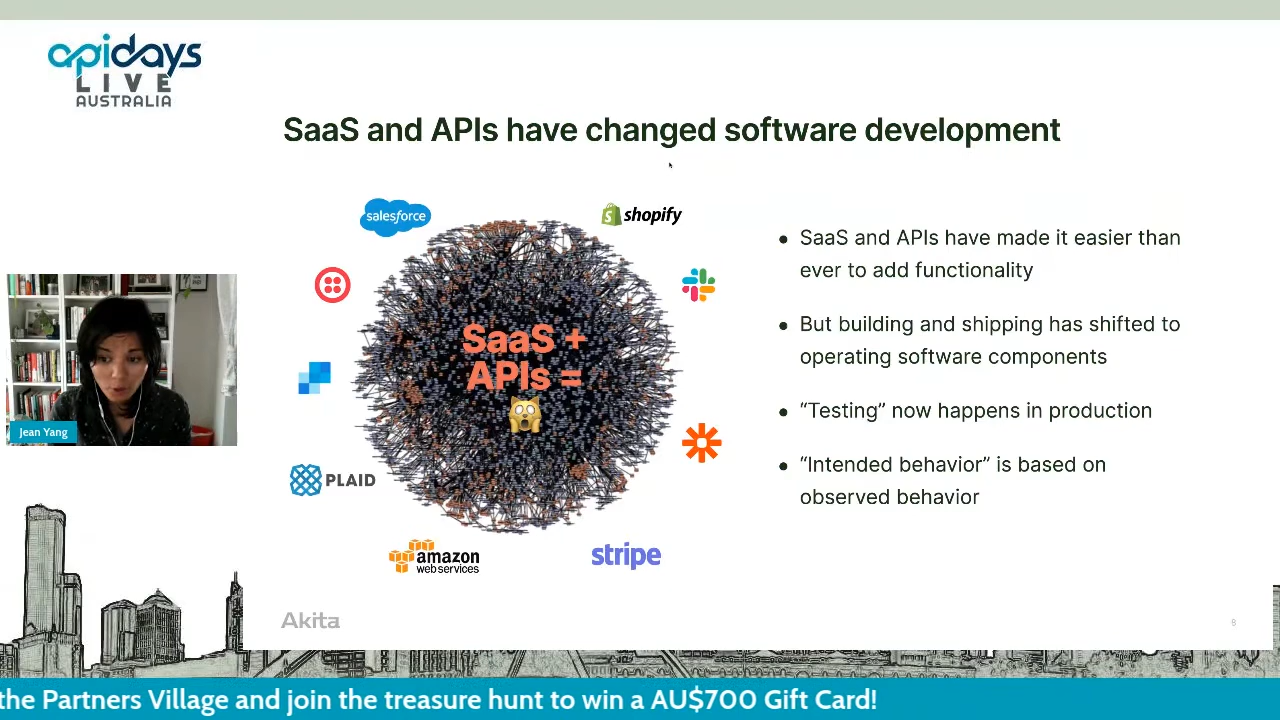 apidays
LIVE
AUSTRALIA
SaaS and APIs have changed software development
salesforce
shopify
SaaS +
APIs =
PLAID
amazon
webservices
stripe
• SaaS and APIs have made it easier than
ever to add functionality
• But building and shipping has shifted to
operating software components
• “Testing” now happens in production
• “Intended behavior” is based on
observed behavior
Jean Yang
Akita
8
the Partners Village and join the treasure hunt to win a AU$700 Gift Card!